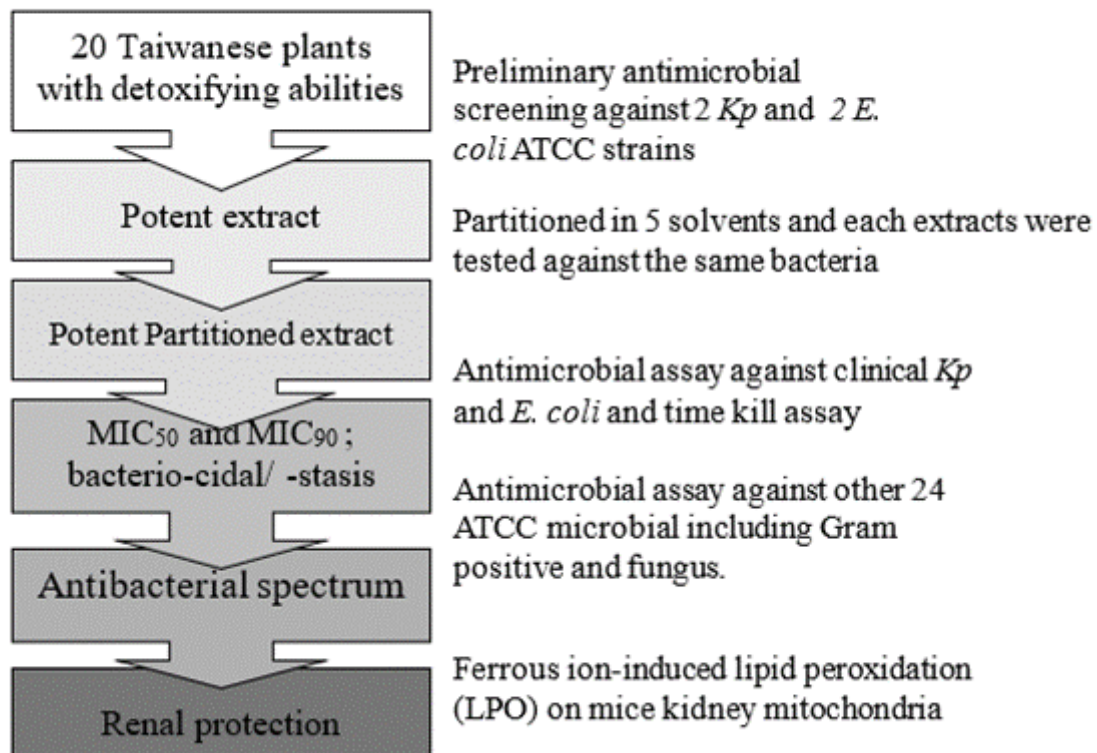 20 Taiwanese plants
with detoxifying abilities
Preliminary antimicrobial
screening against 2 Kp and 2 E.
coli ATCC strains
Potent extract
Partitioned in 5 solvents and each extracts were
tested against the same bacteria
Potent Partitioned extract
Antimicrobial assay against clinical Kp
and E. coli and time kill assay
MIC50 and MIC90 ;
bacterio-cidal/ -stasis
Antimicrobial assay against other 24
ATCC microbial including Gram
positive and fungus.
Antibacterial spectrum
Ferrous ion-induced lipid peroxidation
(LPO) on mice kidney mitochondria
Renal protection